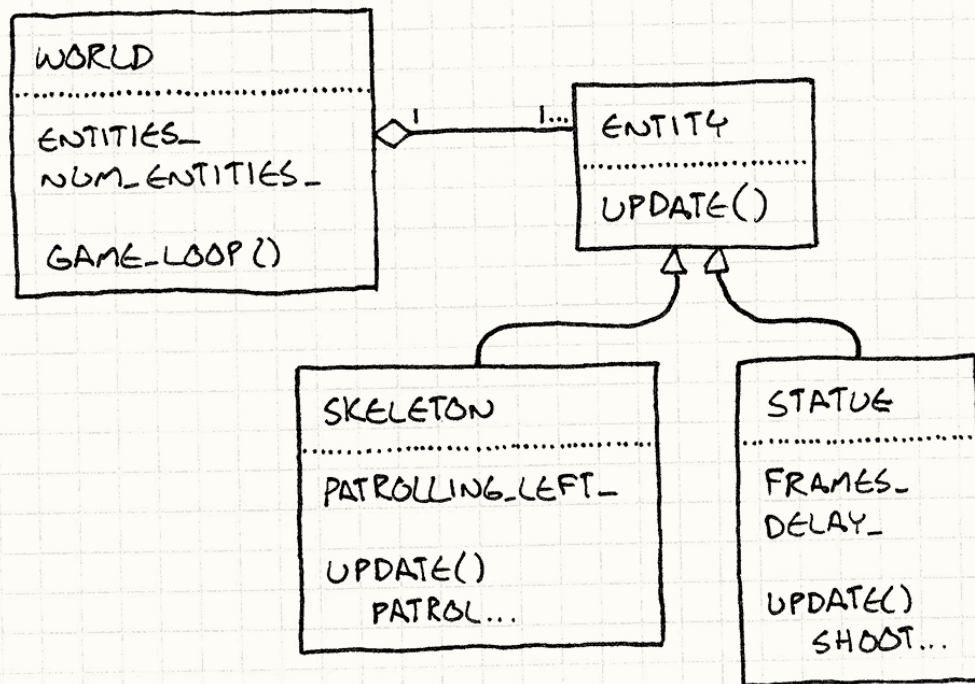 WORLD
ENTITIES_
NUM_ENTITIES_
GAME_LOOP()
1
1...
ENTITY
UPDATE()
SKELETON
PATROLLING_LEFT_
UPDATE()
PATROL...
STATUE
FRAMES_
DELAY_
UPDATE()
SHOOT...